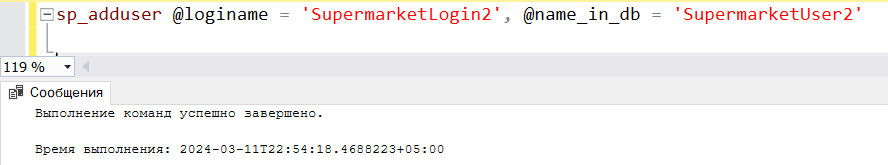 sp_adduser @loginame = 'SupermarketLogin2', @name_in_db = 'SupermarketUser2'
119 %
Сообщения
Выполнение команд успешно завершено.
Время выполнения: 2024-03-11T22:54:18.4688223+05:00